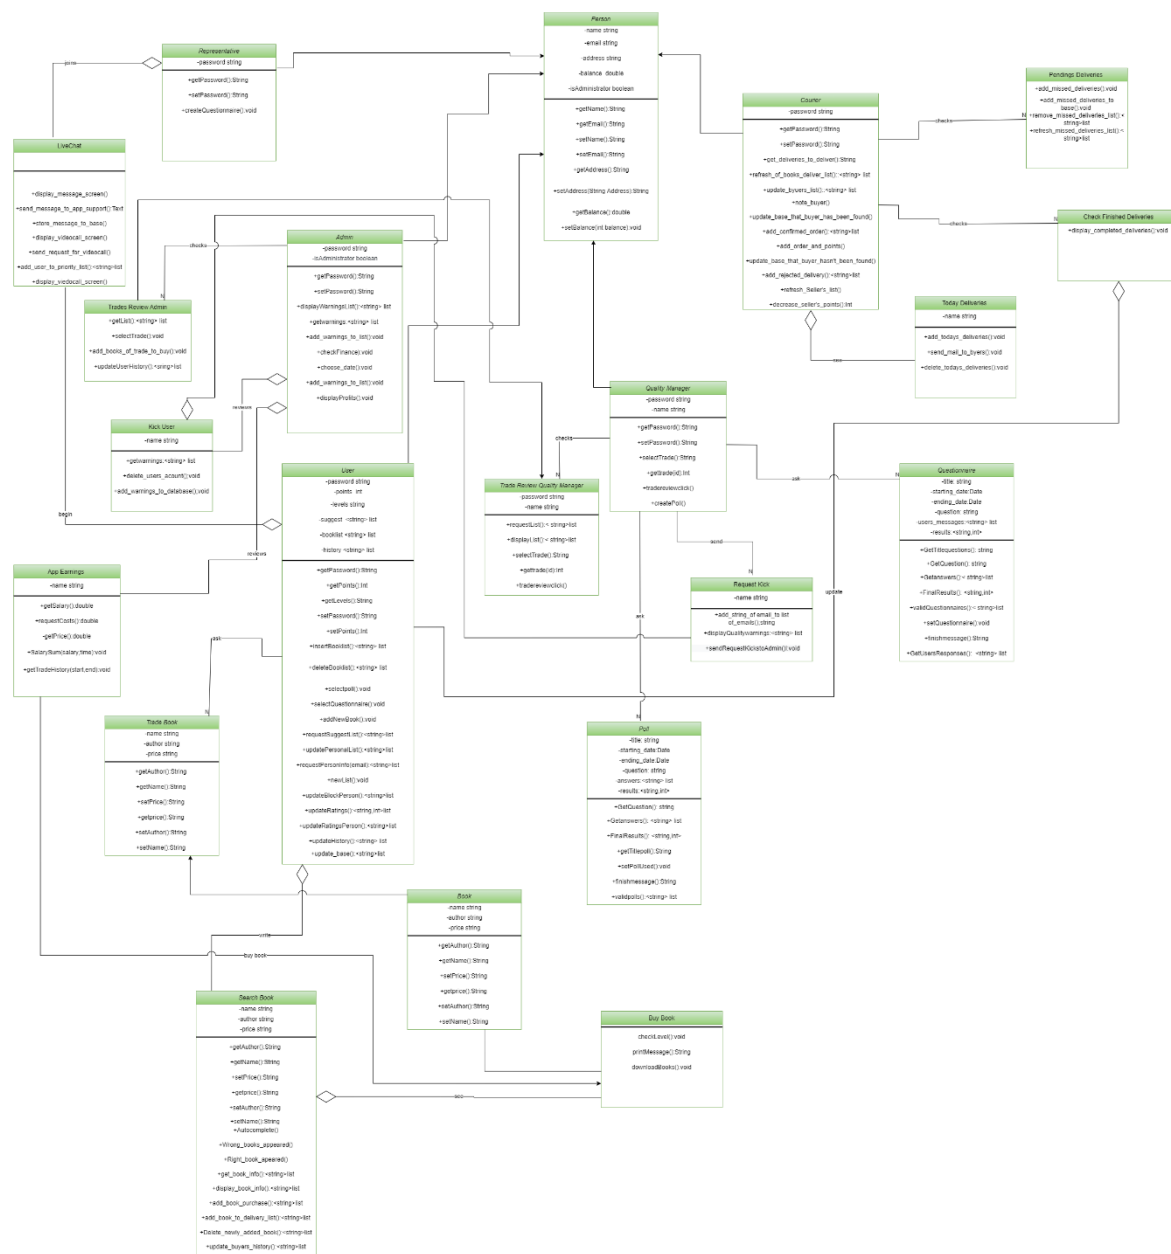 Person
-name string
-email string
-address string
-balance double
-isAdministrator boolean
+getName():String
+getEmail():String
+setName():String
+setEmail():String
+getAddress():String
+setAddress(String Address):String
+getBalance():double
+setBalance(int balance):void
Representative
-password string
+getPassword():String
+setPassword():String
+createQuestionnaire():void
joins
LiveChat
+display_message_screen()
+send_message_to_app_support():Text
+store_message_to_base()
+display_videocall_screen()
+send_request_for_videocall()
+add_user_to_priority_list():<string>list
+display_viedocall_screen()
Courier
-password string
+getPassword():String
+setPassword():String
+get_deliveries_to_deliver():String
+refresh_of_books_deliver_list():<string> list
+update_byuers_list():<string> list
+note_buyer()
+update_base_that_buyer_has_been_found()
+add_confirmed_order():<string>list
+add_order_and_points()
+update_base_that_buyer_hasn't_been_found()
+add_rejected_delivery():<string>list
+refresh_Seller's_list()
+decrease_seller's_points():int
checks
N
Pendings Deliveries
+add_missed_deliveries():void
+add_missed_deliveries_to
base():void
+remove_missed_deliveries_list():<
string>list
+refresh_missed_deliveries_list():<
string>list
checks
N
Check Finished Deliveries
+display_completed_deliveries():void
Today Deliveries
-name string
+add_todays_deliveries():void
+send_mail_to_byers():void
+delete_todays_deliveries():void
see
Admin
-password string
-isAdministrator boolean
+getPassword():String
+setPassword():String
+displayWarningsList():<string> list
+getwarnings:<string> list
+add_warnings_to_list():void
+checkFinance():void
+choose_date():void
+add_warnings_to_list():void
+displayProfits():void
checks
N
Trades Review Admin
+getList():<string> list
+selectTrade():void
+add_books_of_trade_to_buy():void
+updateUserHistory():<sring>list
reviews
Kick User
-name string
+getwarnings:<string> list
+delete_users_acount():void
+add_warnings_to_database():void
begin
reviews
Quality Manager
-password string
-name string
+getPassword():String
+setPassword():String
+selectTrade():String
+gettrade(id):int
+tradereviewclick()
+createPoll()
checks
N
Trade Review Quality Manager
-password string
-name string
+requestList():< string>list
+displayList():< string>list
+selectTrade():String
+gettrade(id):int
+tradereviewclick()
ask
N
Questionnaire
-title: string
-starting_date:Date
-ending_date:Date
-question: string
-users_messages:<string> list
-results:<string,int>
+GetTitlequestions(): string
+GetQuestion(): string
+Getanswers():< string>list
+FinalResults(): <string,int>
+validQuestionnaires():< string>list
+setQuestionnaire():void
+finishmessage():String
+GetUsersResponses(): <string> list
send
N
Request Kick
-name string
+add_string_of_email_to list
of_emails():string
+displayQualitywarnings:<string> list
+sendRequestKickstoAdmin():void
update
User
-password string
-points int
-levels string
-suggest <string> list
-booklist <string> list
-history <string> list
+getPassword():String
+getPoints():int
+getLevels():String
+setPassword():String
+setPoints():int
+insertBooklist():<string> list
+deleteBooklist():<string> list
+selectpoll():void
+selectQuestionnaire():void
+addNewBook():void
+requestSuggestList():<string>list
+updatePersonalList():<string>list
+requestPersonInfo(email):<string>list
+newList():void
+updateBlockPerson():<string>list
+updateRatings():<string,int>list
+updateRatingsPerson():<string>list
+updateHistory():<string> list
+update_base():<string>list
App Earnings
-name string
+getSalary():double
+requestCosts():double
-getPrice():double
+SalarySum(salary,time):void
+getTradeHistory(start,end):void
ask
N
Trade Book
-name string
-author string
-price string
+getAuthor():String
+getName():String
+setPrice():String
+getprice():String
+setAuthor():String
+setName():String
ask
N
Poll
-title: string
-starting_date:Date
-ending_date:Date
-question: string
-answers:<string> list
-results:<string,int>
+GetQuestion(): string
+Getanswers(): <string> list
+FinalResults(): <string,int>
+getTitlepoll():String
+setPollUsed():void
+finishmessage():String
+validpolls():<string> list
Book
-name string
-author string
-price string
+getAuthor():String
+getName():String
+setPrice():String
+getprice():String
+setAuthor():String
+setName():String
write
buy book
Search Book
-name string
-author string
-price string
+getAuthor():String
+getName():String
+setPrice():String
+getprice():String
+setAuthor():String
+setName():String
+Autocomplete()
+Wrong_books_appeared()
+Right_book_apeared()
+get_book_info():<string>list
+display_book_info():<string>list
+add_book_purchase():<string>list
+add_book_to_delivery_list():<string>list
+Delete_newly_added_book():<string>list
+update_buyers_history():<string>list
see
Buy Book
checkLevel():void
printMessage():String
downloadBooks():void